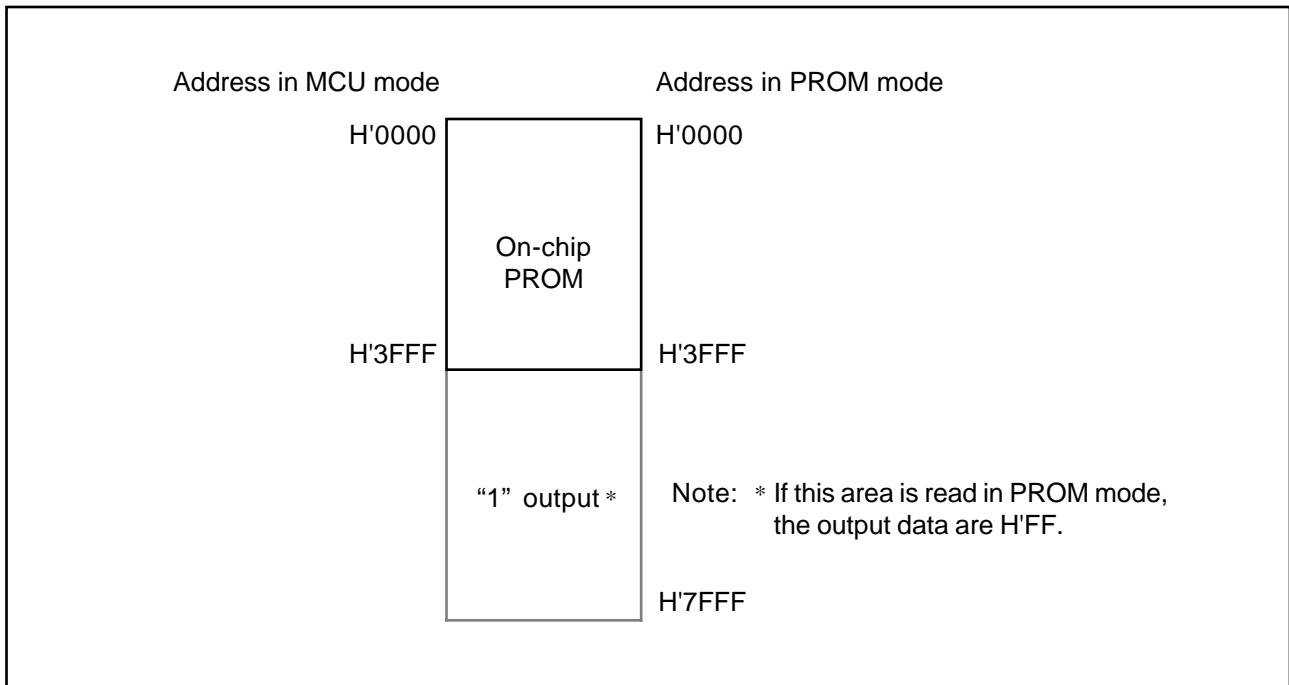 Address in MCU mode
Address in PROM mode
H'0000
H'0000
On-chip
PROM
H'3FFF
H'3FFF
“1” output *
Note: * If this area is read in PROM mode,
the output data are H'FF.
H'7FFF